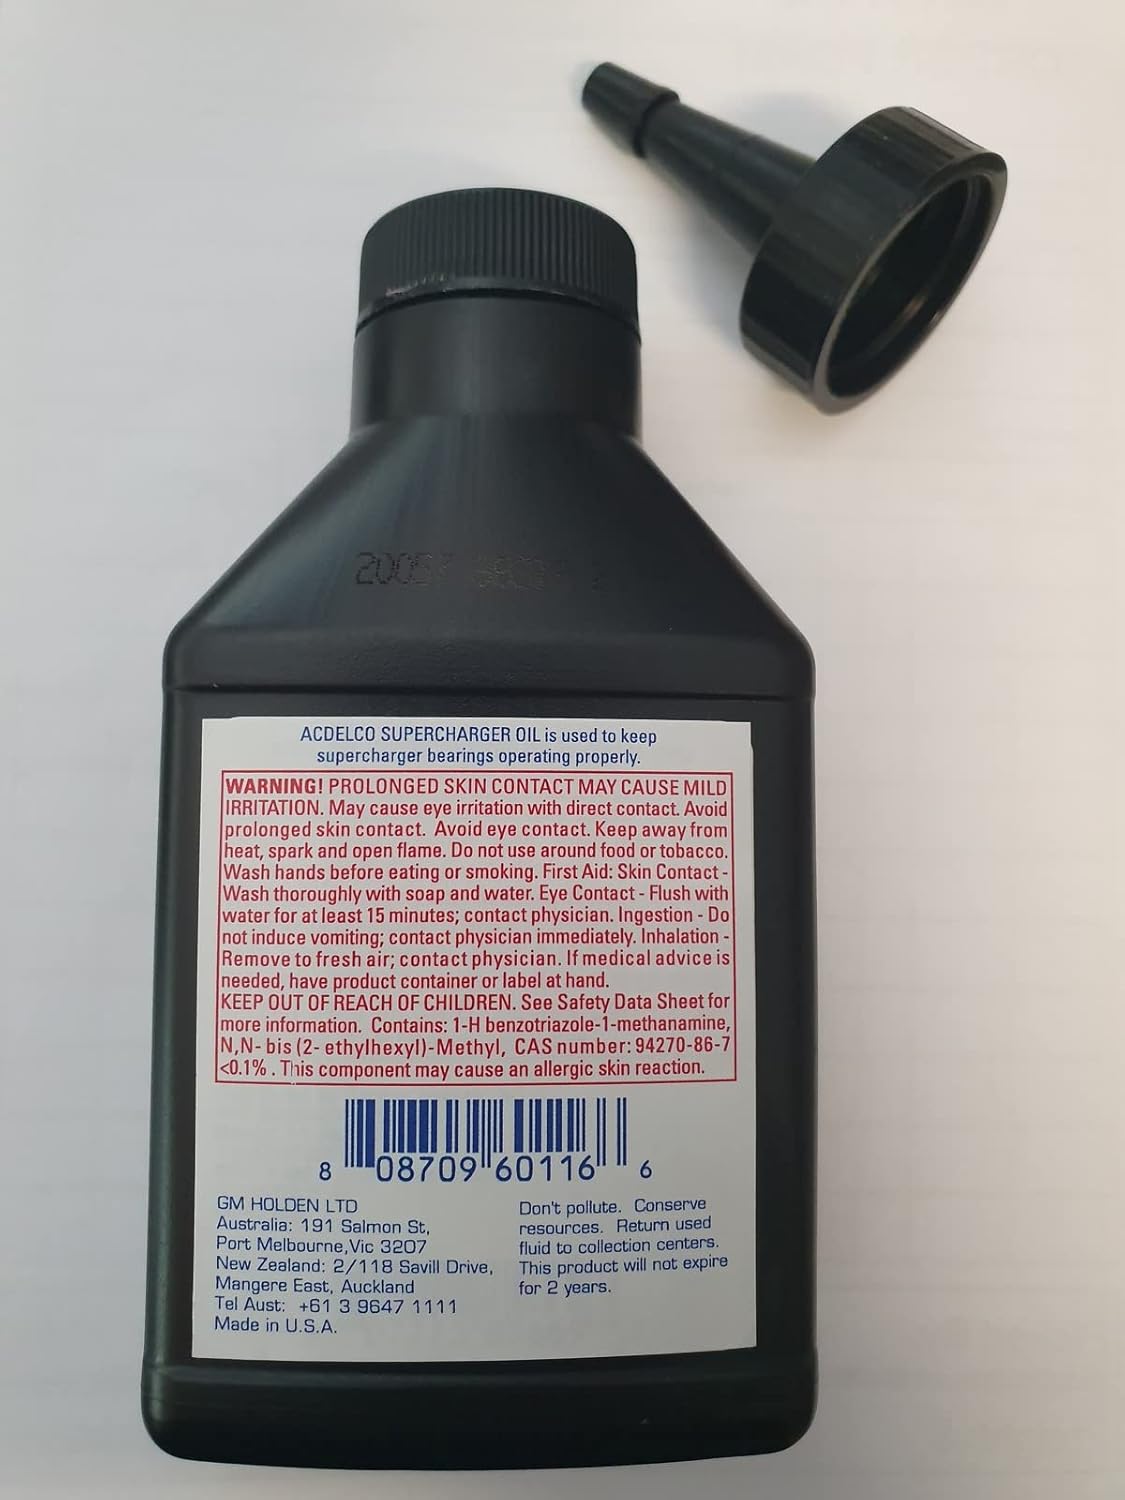 ACDELCO SUPERCHARGER OIL is used to keep
supercharger bearings operating properly.
WARNING! PROLONGED SKIN CONTACT MAY CAUSE MILD
IRRITATION. May cause eye irritation with direct contact. Avoid
prolonged skin contact. Avoid eye contact. Keep away from
heat, spark and open flame. Do not use around food or tobacco.
Wash hands before eating or smoking. First Aid: Skin Contact -
Wash thoroughly with soap and water. Eye Contact - Flush with
water for at least 15 minutes; contact physician. Ingestion - Do
not induce vomiting; contact physician immediately. Inhalation -
Remove to fresh air; contact physician. If medical advice is
needed, have product container or label at hand.
KEEP OUT OF REACH OF CHILDREN. See Safety Data Sheet for
more information. Contains: 1-H benzotriazole-1-methanamine,
N,N- bis (2- ethylhexyl)-Methyl, CAS number: 94270-86-7
<0.1% . This component may cause an allergic skin reaction.
8 08709 60116 6
GM HOLDEN LTD
Australia: 191 Salmon St,
Port Melbourne,Vic 3207
New Zealand: 2/118 Savill Drive,
Mangere East, Auckland
Tel Aust: +61 3 9647 1111
Made in U.S.A.
Don't pollute. Conserve
resources. Return used
fluid to collection centers.
This product will not expire
for 2 years.